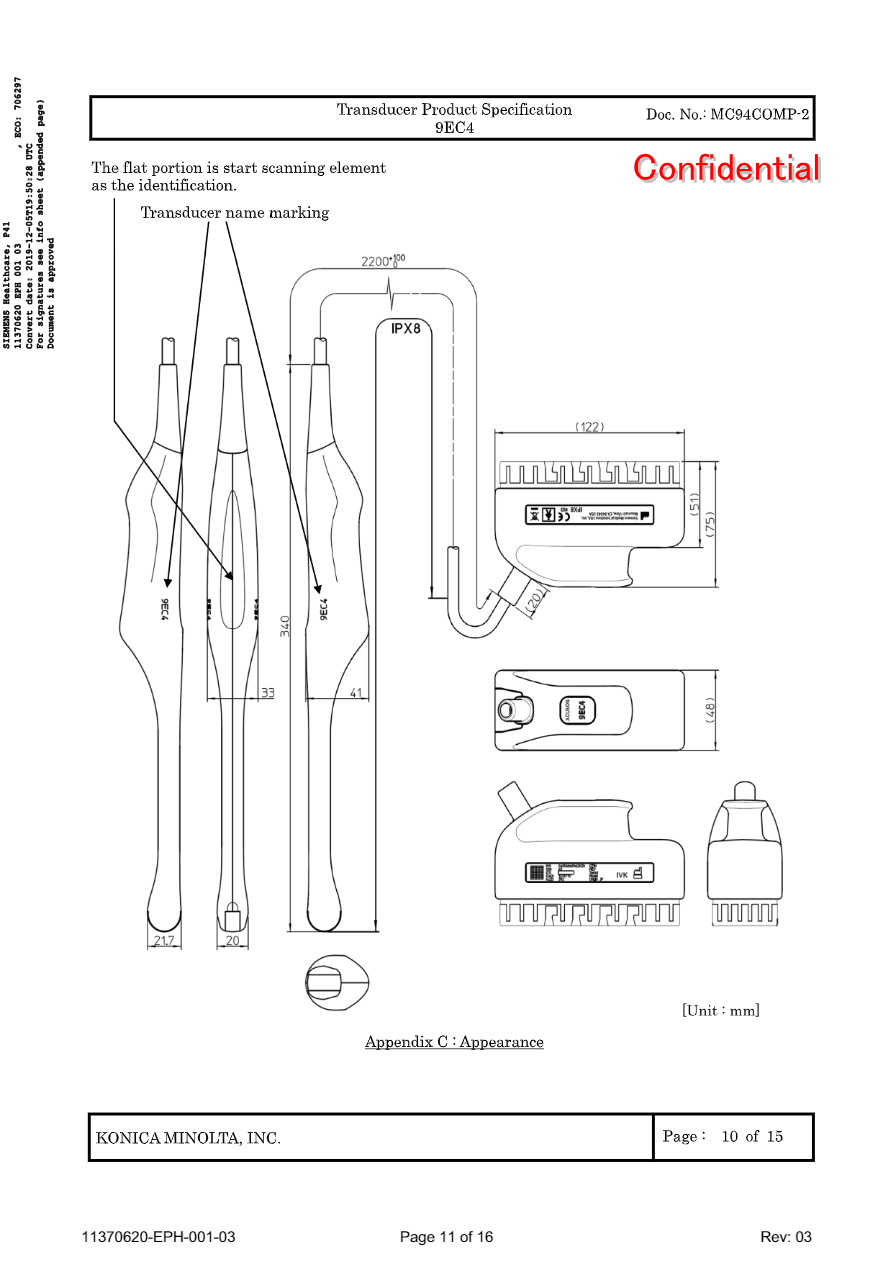 SIEMENS Healthcare, P41
11370620 EPH 001 03 , ECO: 706297
Convert date: 2019-12-05T19:50:28 UTC
For signatures see info sheet (appended page)
Document is approved
Transducer Product Specification
9EC4
Doc. No.: MC94COMP-2
Confidential
The flat portion is start scanning element
as the identification.
Transducer name marking
2200+100 0
IPX8
(122)
(51)
(75)
IPX8
(20)
9EC4
9EC4
9EC4
9EC4
340
33
41
ACUSON
9EC4
(48)
IVK
21.7
20
[Unit : mm]
Appendix C : Appearance
KONICA MINOLTA, INC.
Page : 10 of 15
11370620-EPH-001-03
Page 11 of 16
Rev: 03